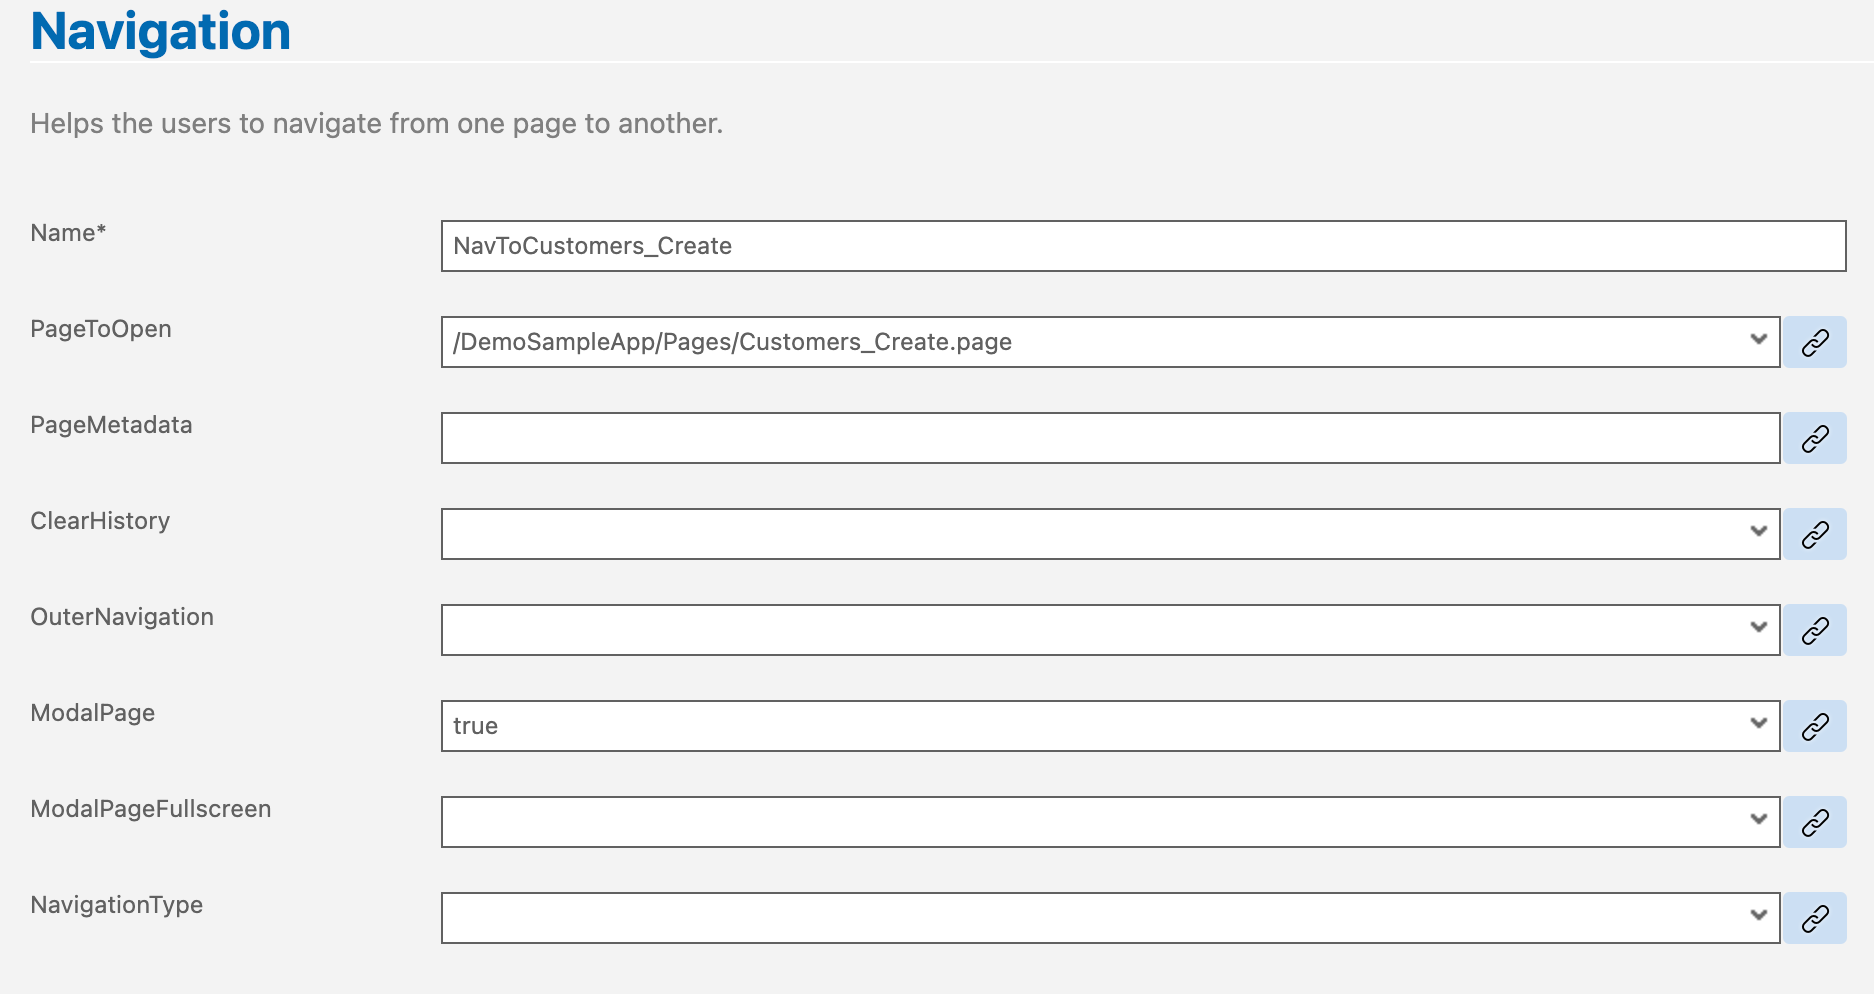 Navigation
Helps the users to navigate from one page to another.
Name*
NavToCustomers_Create
PageToOpen
/DemoSampleApp/Pages/Customers_Create.page
PageMetadata
ClearHistory
OuterNavigation
ModalPage
true
ModalPageFullscreen
NavigationType